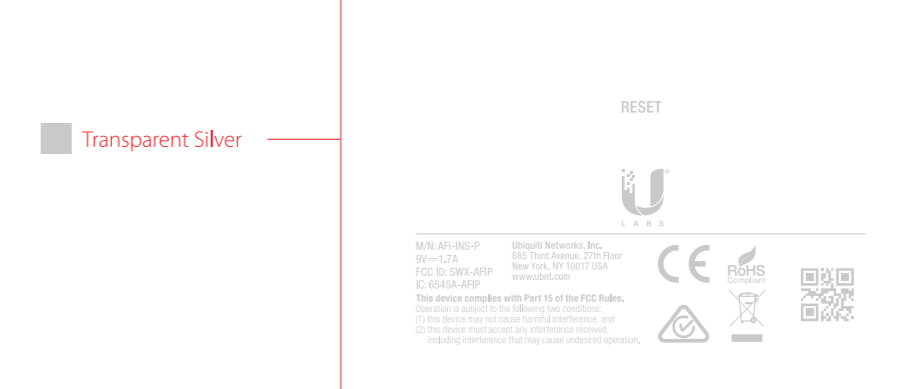 RESET
Transparent Silver
U®
LABS
M/N: AFi-INS-P
9V⎓1.7A
FCC ID: SWX-AFIP
IC: 6545A-AFIP
Ubiquiti Networks, Inc.
685 Third Avenue, 27th Floor
New York, NY 10017 USA
www.ubnt.com
CE
RoHS
Compliant
This device complies with Part 15 of the FCC Rules.
Operation is subject to the following two conditions:
(1) this device may not cause harmful interference, and
(2) this device must accept any interference received,
including interference that may cause undesired operation.